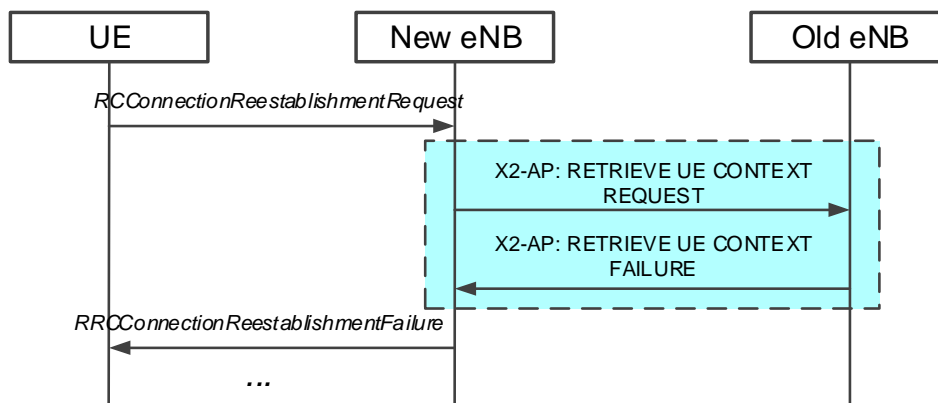 UE
New eNB
Old eNB
RCConnectionReestablishmentRequest
X2-AP: RETRIEVE UE CONTEXT
REQUEST
X2-AP: RETRIEVE UE CONTEXT
FAILURE
RRCConnectionReestablishmentFailure
...